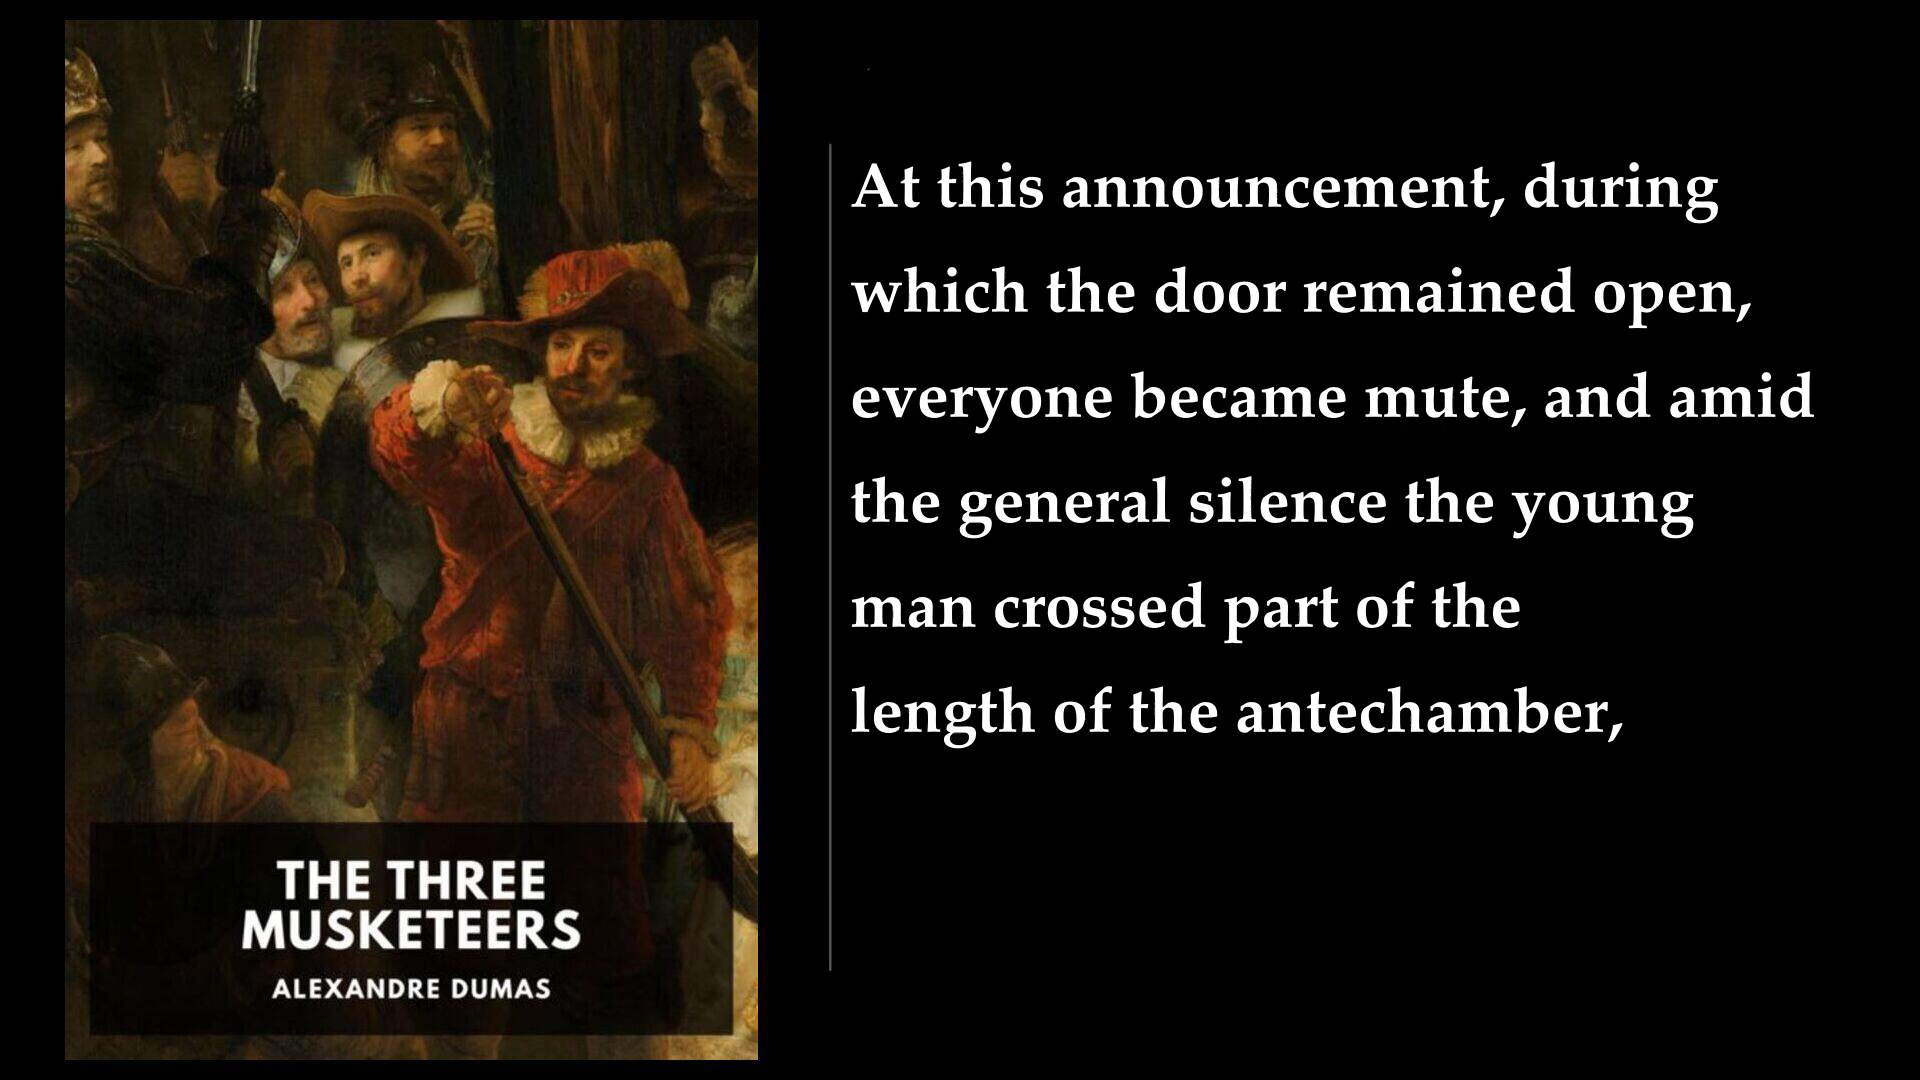 THE THREE
MUSKETEERS
ALEXANDRE DUMAS
At this announcement, during
which the door remained open,
everyone became mute, and amid
the general silence the young
man crossed part of the
length of the antechamber,